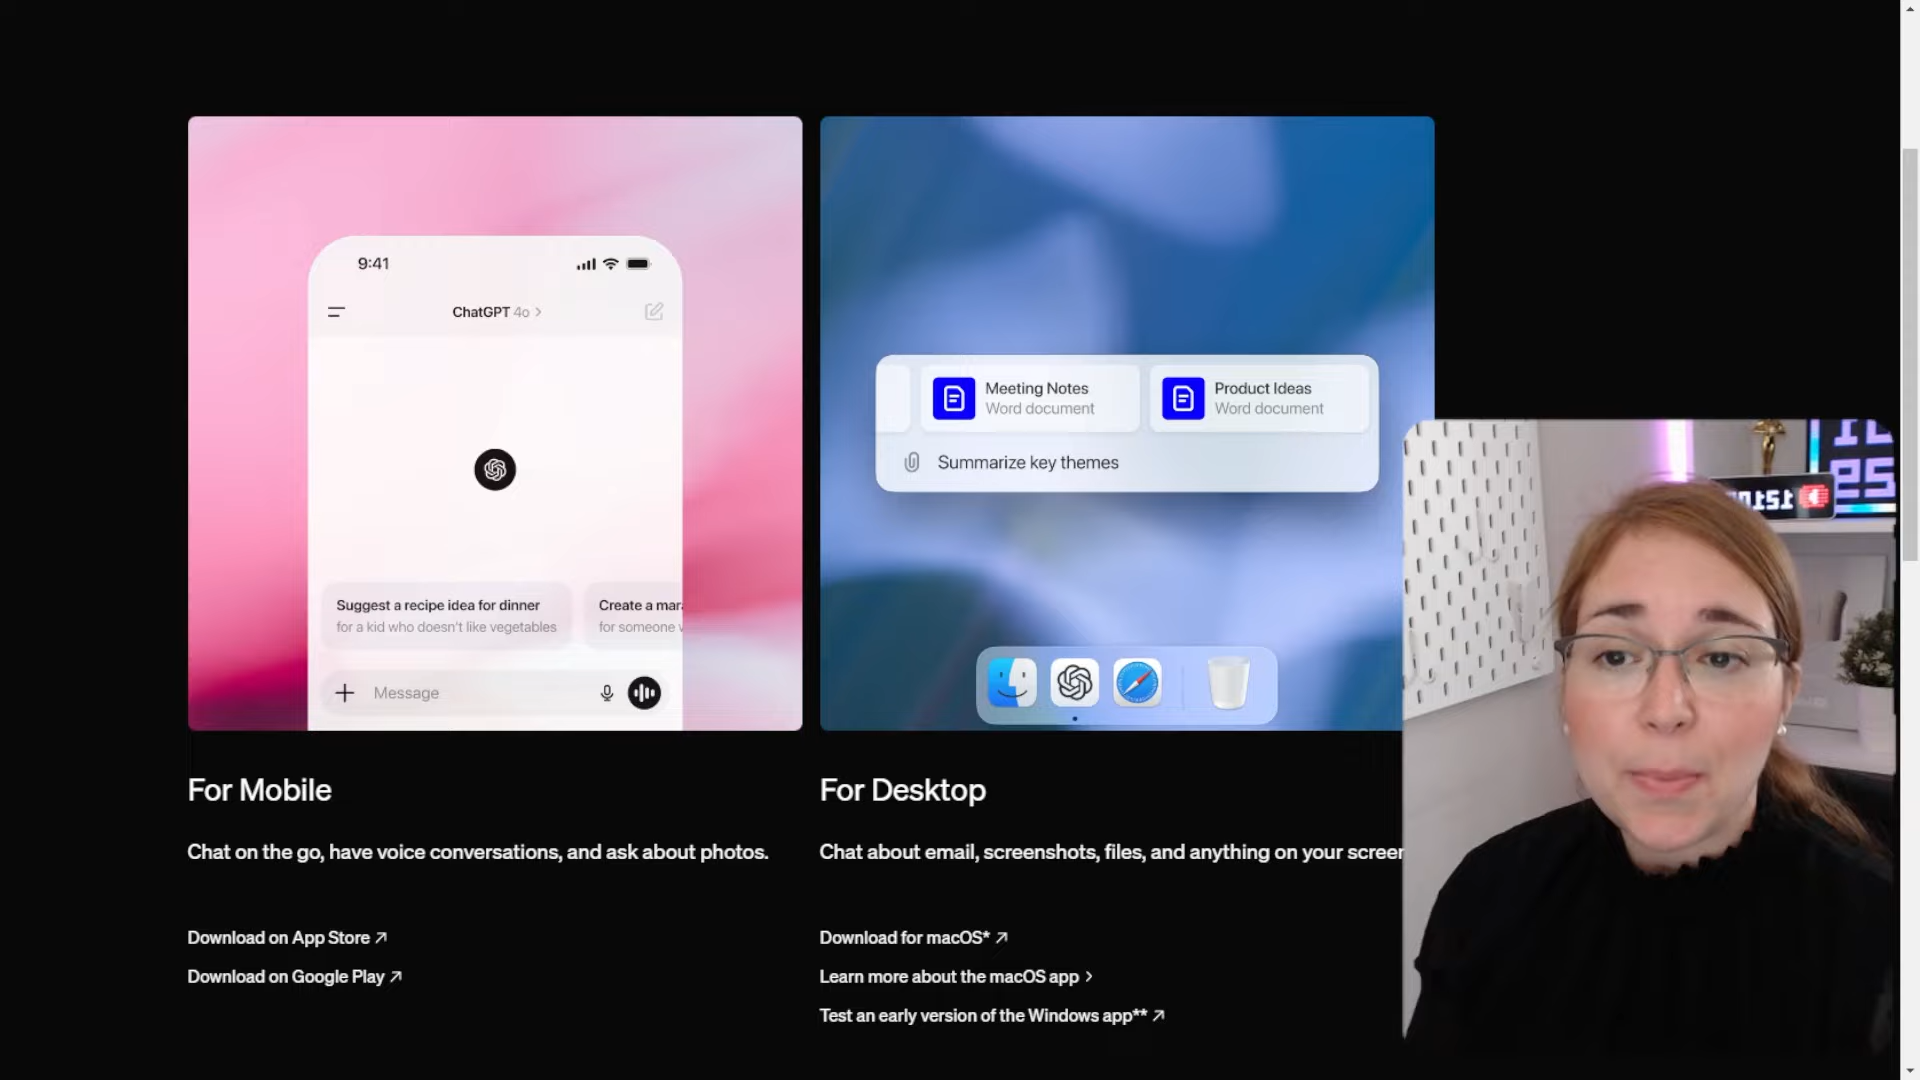 9:41
ChatGPT 4o >
Suggest a recipe idea for dinner
for a kid who doesn't like vegetables
Create a mar
for someone w
Message
Meeting Notes
Word document
Product Ideas
Word document
Summarize key themes
For Mobile
Chat on the go, have voice conversations, and ask about photos.
Download on App Store ↗
Download on Google Play ↗
For Desktop
Chat about email, screenshots, files, and anything on your screen
Download for macOS* ↗
Learn more about the macOS app >
Test an early version of the Windows app** ↗